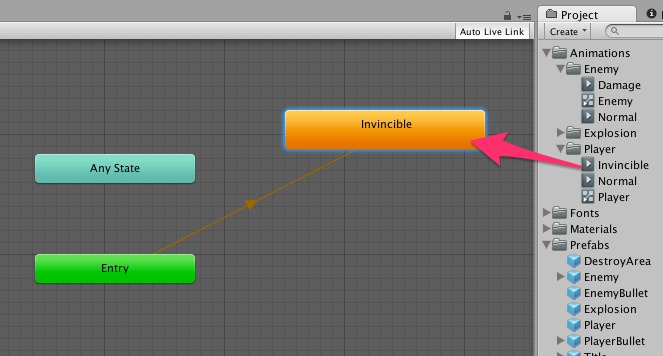 Auto Live Link
Invincible
Any State
Entry
Project
Create
Animations
Enemy
Damage
Enemy
Normal
Explosion
Player
Invincible
Normal
Player
Fonts
Materials
Prefabs
DestroyArea
Enemy
EnemyBullet
Explosion
Player
PlayerBullet
Title